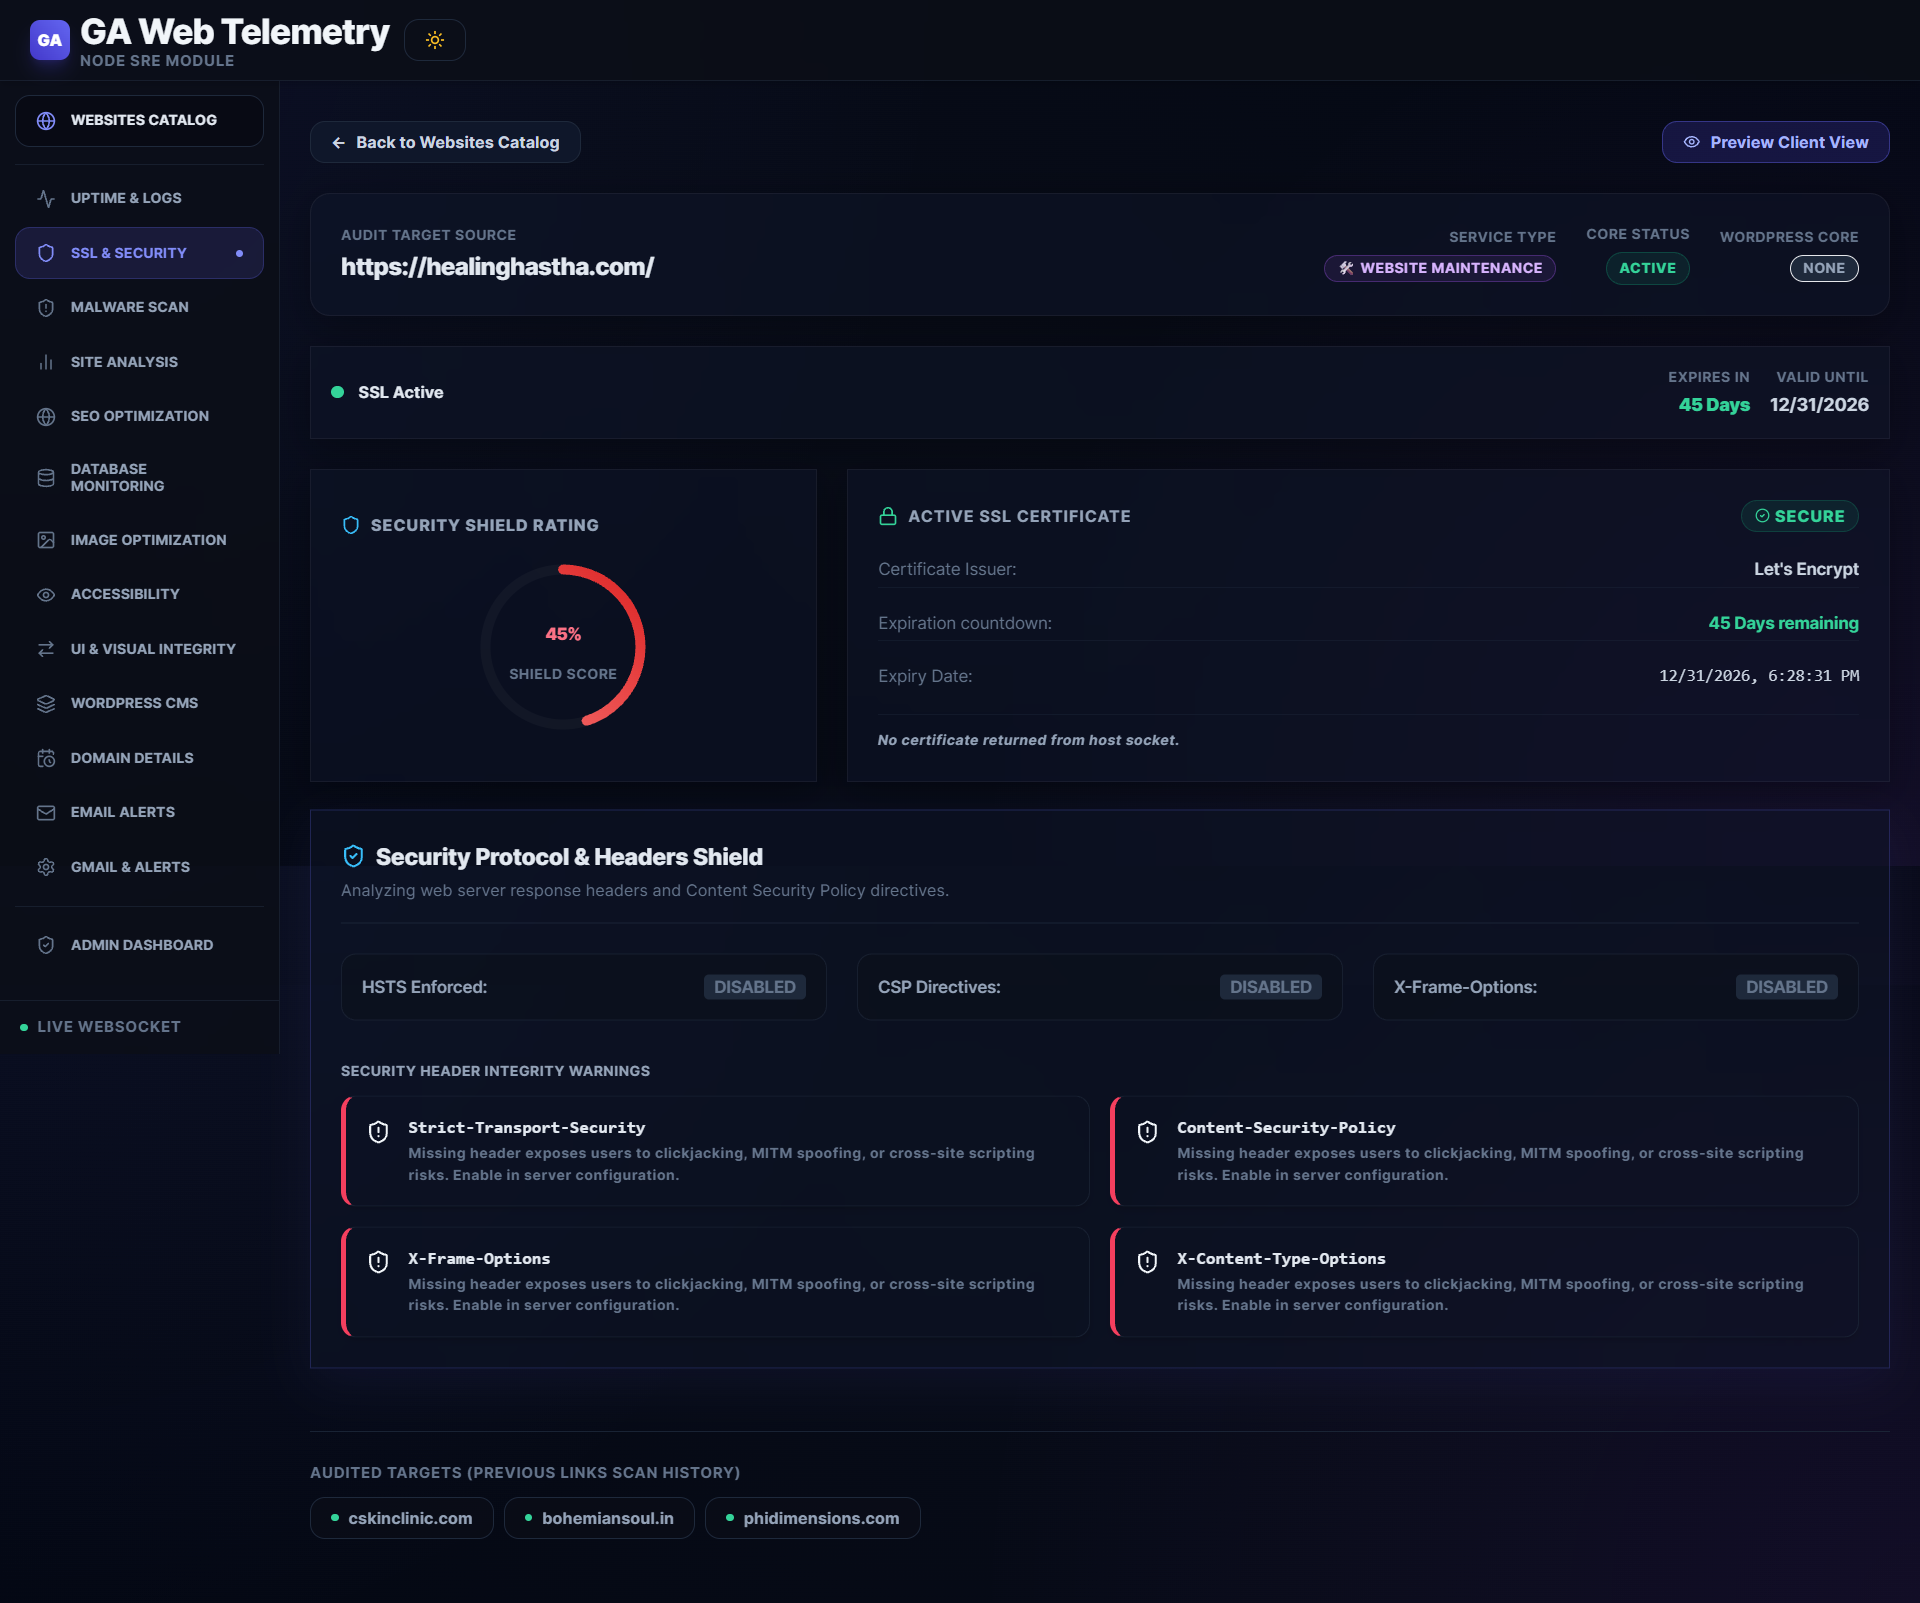 GA
GA Web Telemetry
NODE SRE MODULE
WEBSITES CATALOG
UPTIME & LOGS
SSL & SECURITY
MALWARE SCAN
SITE ANALYSIS
SEO OPTIMIZATION
DATABASE
MONITORING
IMAGE OPTIMIZATION
ACCESSIBILITY
UI & VISUAL INTEGRITY
WORDPRESS CMS
DOMAIN DETAILS
EMAIL ALERTS
GMAIL & ALERTS
ADMIN DASHBOARD
LIVE WEBSOCKET
Back to Websites Catalog
Preview Client View
AUDIT TARGET SOURCE
https://healinghastha.com/
SERVICE TYPE
WEBSITE MAINTENANCE
CORE STATUS
ACTIVE
WORDPRESS CORE
NONE
SSL Active
EXPIRES IN
45 Days
VALID UNTIL
12/31/2026
SECURITY SHIELD RATING
45%
SHIELD SCORE
ACTIVE SSL CERTIFICATE
SECURE
Certificate Issuer:
Let's Encrypt
Expiration countdown:
45 Days remaining
Expiry Date:
12/31/2026, 6:28:31 PM
No certificate returned from host socket.
Security Protocol & Headers Shield
Analyzing web server response headers and Content Security Policy directives.
HSTS Enforced:
DISABLED
CSP Directives:
DISABLED
X-Frame-Options:
DISABLED
SECURITY HEADER INTEGRITY WARNINGS
Strict-Transport-Security
Missing header exposes users to clickjacking, MITM spoofing, or cross-site scripting
risks. Enable in server configuration.
Content-Security-Policy
Missing header exposes users to clickjacking, MITM spoofing, or cross-site scripting
risks. Enable in server configuration.
X-Frame-Options
Missing header exposes users to clickjacking, MITM spoofing, or cross-site scripting
risks. Enable in server configuration.
X-Content-Type-Options
Missing header exposes users to clickjacking, MITM spoofing, or cross-site scripting
risks. Enable in server configuration.
AUDITED TARGETS (PREVIOUS LINKS SCAN HISTORY)
cskinclinic.com
bohemiansoul.in
phidimensions.com